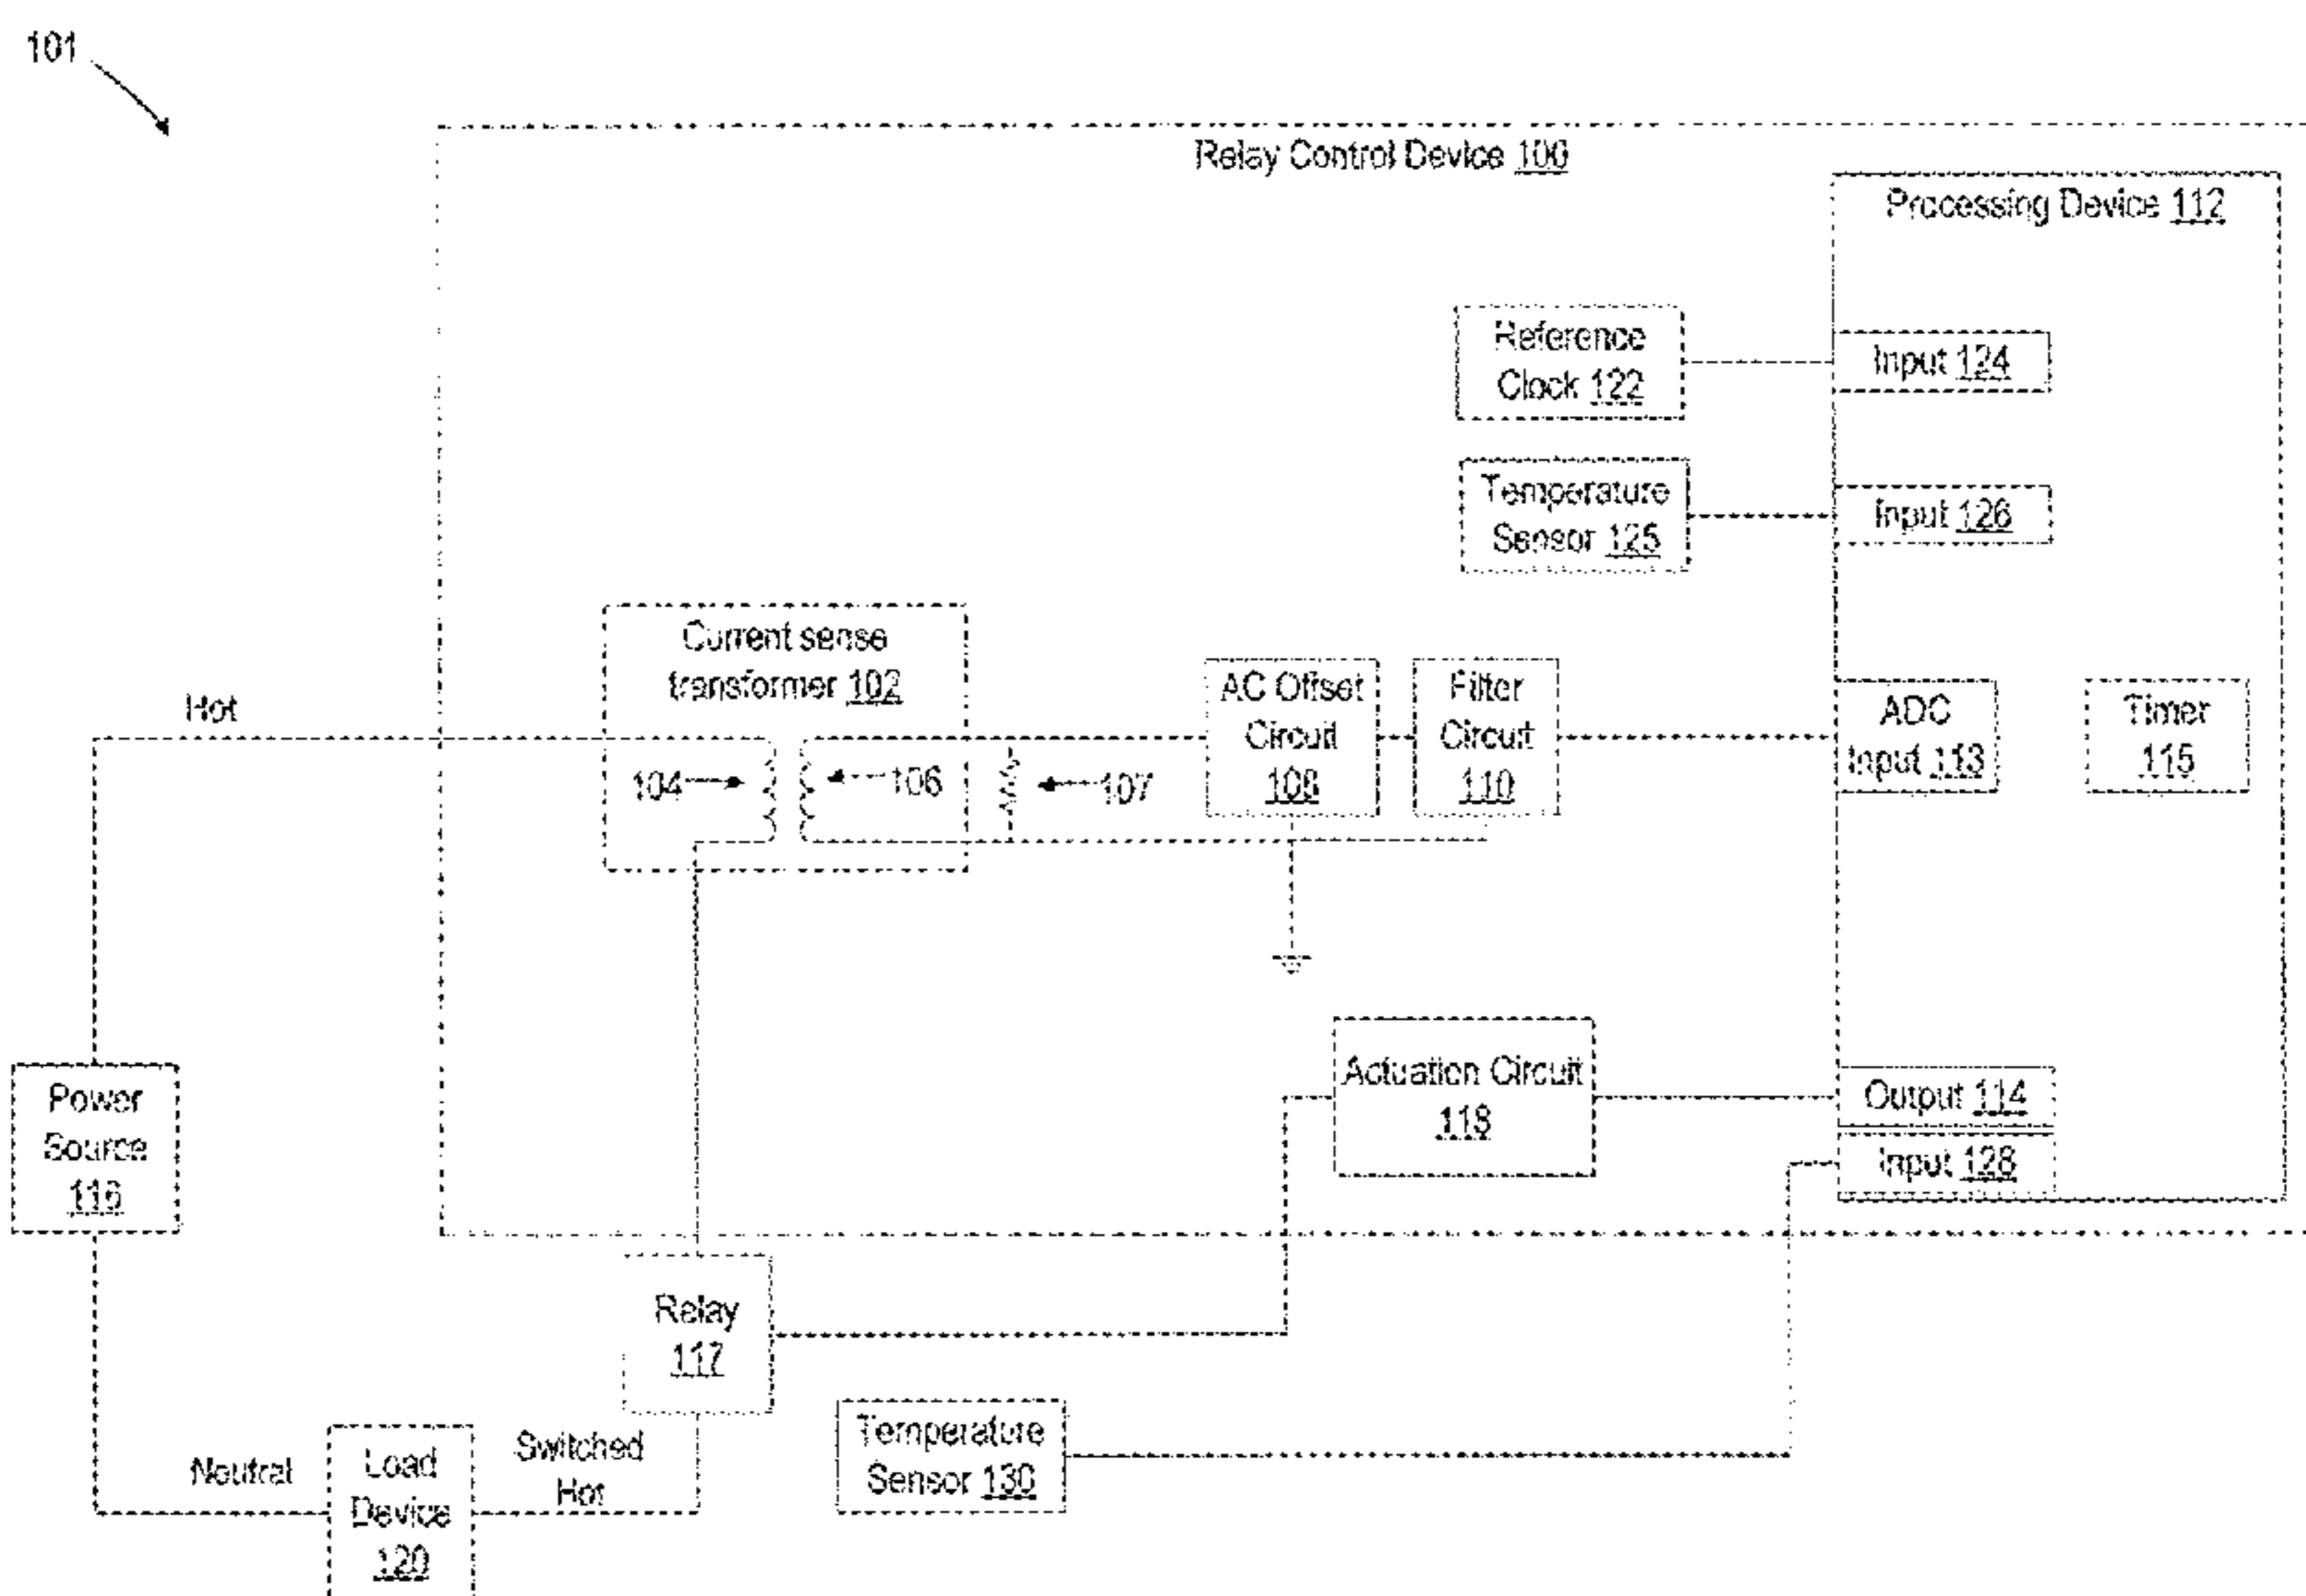 101
Relay Control Device 100
Processing Device 112
Reference
Clock 122
Input 124
Temperature
Sensor 125
Input 126
Current sense
transformer 102
Hot
AC Offset
Circuit
108
Filter
Circuit
110
ADC
Input 113
Timer
115
104
106
107
Actuation Circuit
118
Output 114
Input 128
Power
Source
116
Relay
117
Temperature
Sensor 130
Neutral
Load
Device
120
Switched
Hot